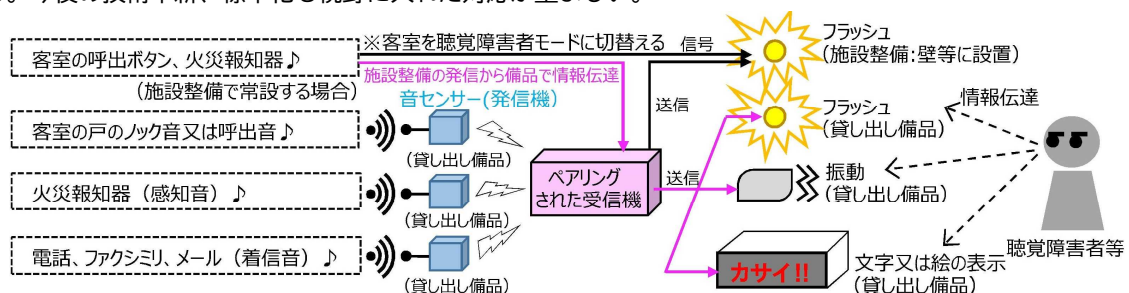 客室の呼出ボタン、火災報知器♪
(施設整備で常設する場合)
※客室を聴覚障害者モードに切替える 信号
施設整備の発信から備品で情報伝達
フラッシュ
(施設整備:壁等に設置)
音センサー(発信機)
客室の戸のノック音又は呼出音♪
(貸し出し備品)
送信
フラッシュ
(貸し出し備品)
情報伝達
火災報知器(感知音)♪
(貸し出し備品)
ペアリング
された受信機
送信
振動
(貸し出し備品)
電話、ファクシミリ、メール(着信音)♪
(貸し出し備品)
カサイ!!
文字又は絵の表示
(貸し出し備品)
聴覚障害者等